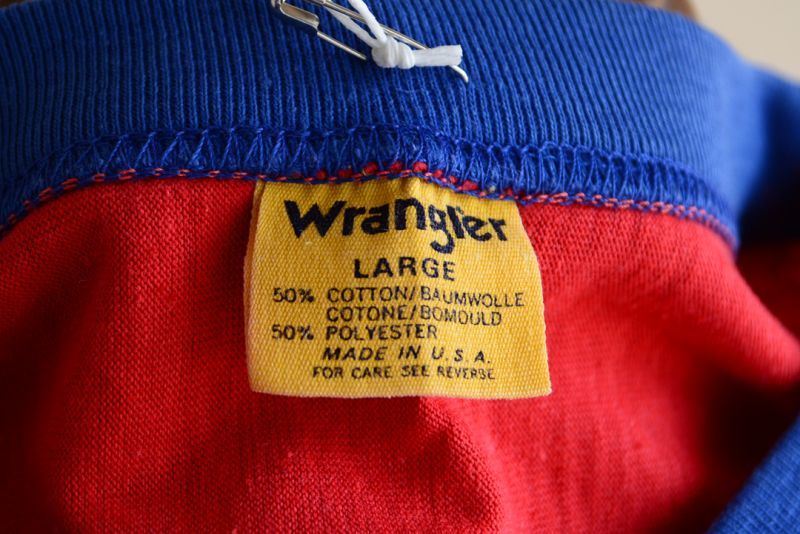 Wrangler
LARGE
50% COTTON/BAUMWOLLE
COTONE/BOMOULD
50% POLYESTER
MADE IN U.S.A.
FOR CARE SEE REVERSE